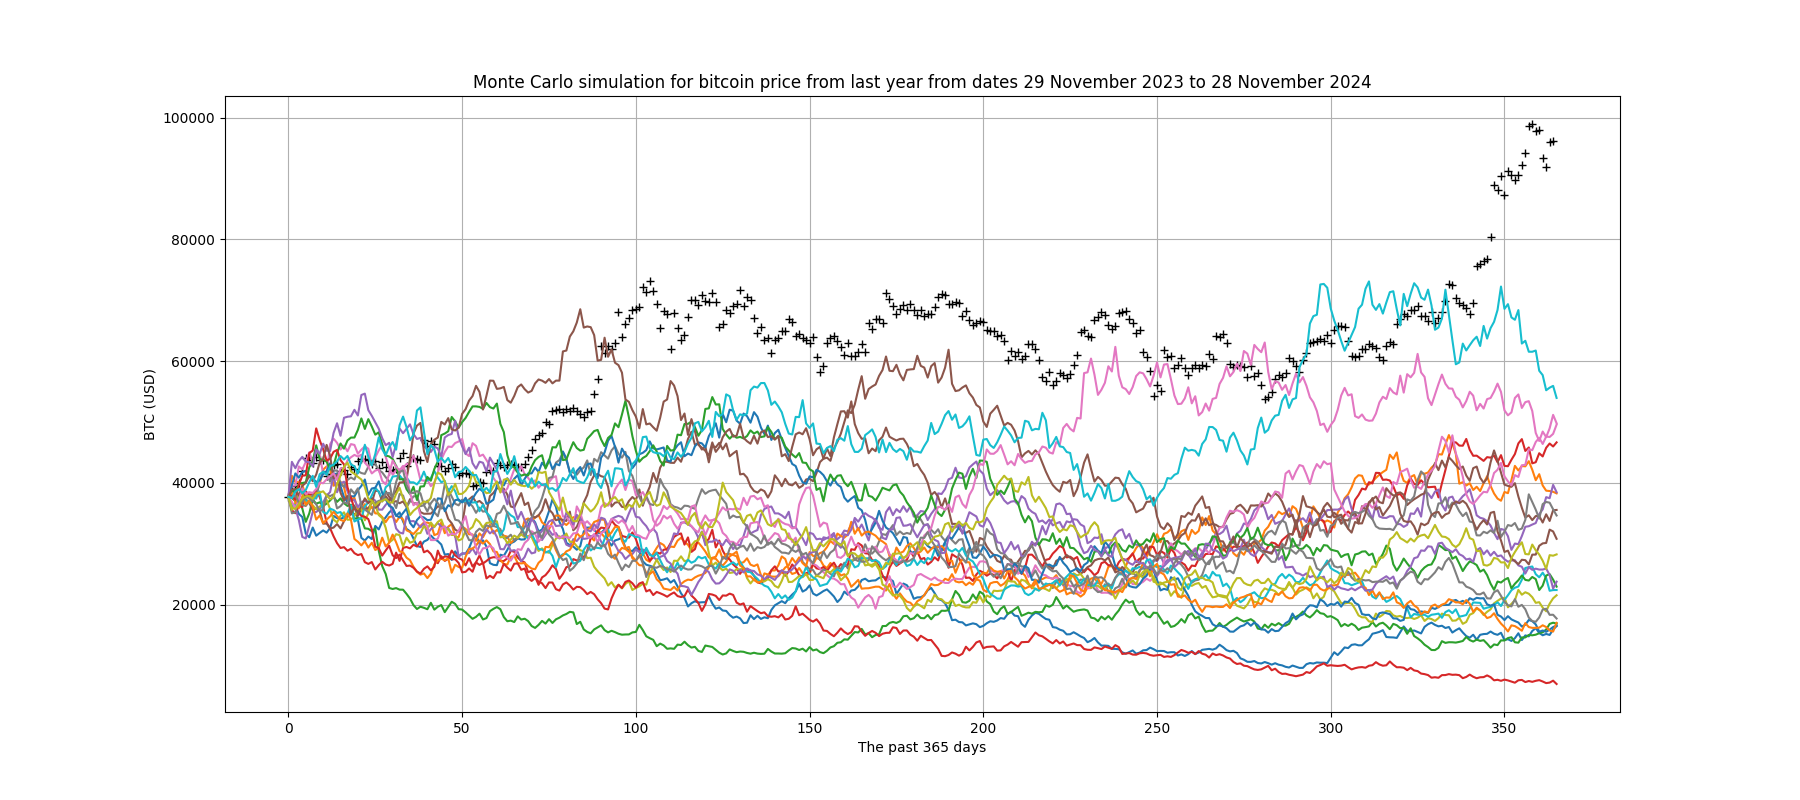 Monte Carlo simulation for bitcoin price from last year from dates 29 November 2023 to 28 November 2024
100000
80000
60000
40000
20000
BTC (USD)
0 50 100 150 200 250 300 350
The past 365 days